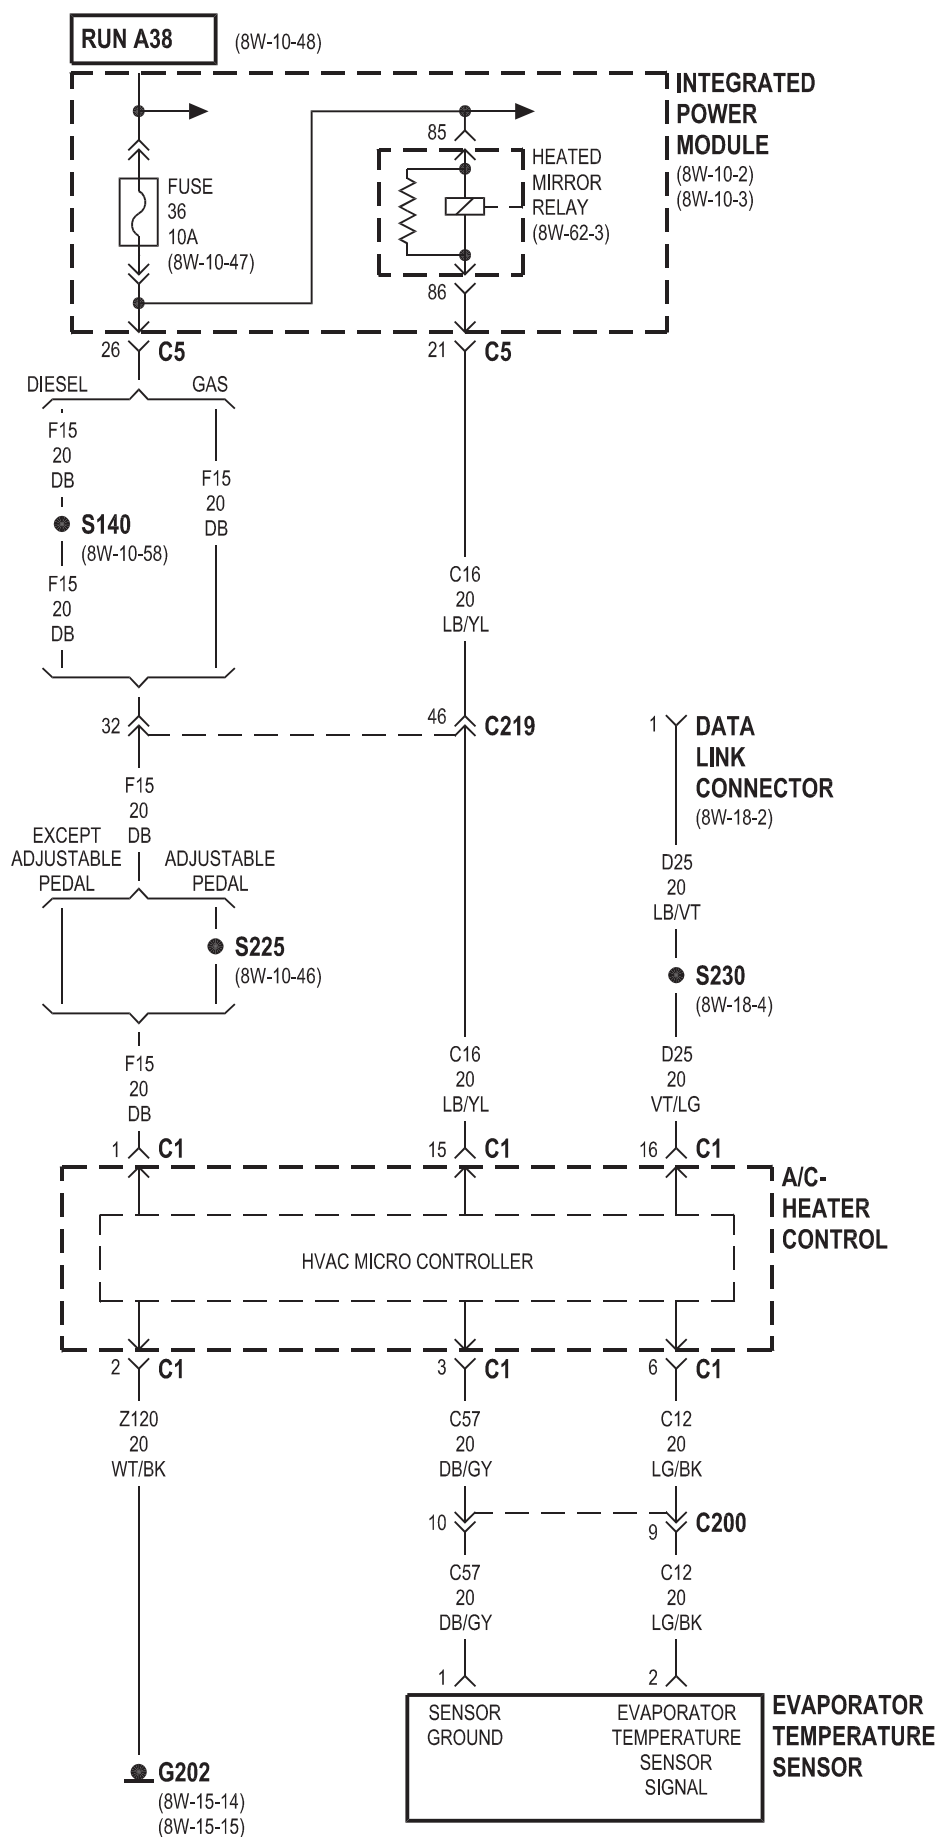 RUN A38
(8W-10-48)
INTEGRATED
POWER
MODULE
(8W-10-2)
(8W-10-3)
85
HEATED
MIRROR
RELAY
(8W-62-3)
FUSE
36
10A
(8W-10-47)
86
26
C5
21
C5
DIESEL
GAS
F15
20
DB
F15
20
DB
S140
(8W-10-58)
F15
20
DB
C16
20
LB/YL
32
46
C219
1
DATA
LINK
CONNECTOR
(8W-18-2)
F15
20
DB
EXCEPT
ADJUSTABLE
PEDAL
ADJUSTABLE
PEDAL
D25
20
LB/VT
S225
(8W-10-46)
S230
(8W-18-4)
F15
20
DB
C16
20
LB/YL
D25
20
VT/LG
1
C1
15
C1
16
C1
A/C-
HEATER
CONTROL
HVAC MICRO CONTROLLER
2
C1
3
C1
6
C1
Z120
20
WT/BK
C57
20
DB/GY
C12
20
LG/BK
10
9
C200
C57
20
DB/GY
C12
20
LG/BK
1
2
SENSOR
GROUND
EVAPORATOR
TEMPERATURE
SENSOR
SIGNAL
EVAPORATOR
TEMPERATURE
SENSOR
G202
(8W-15-14)
(8W-15-15)